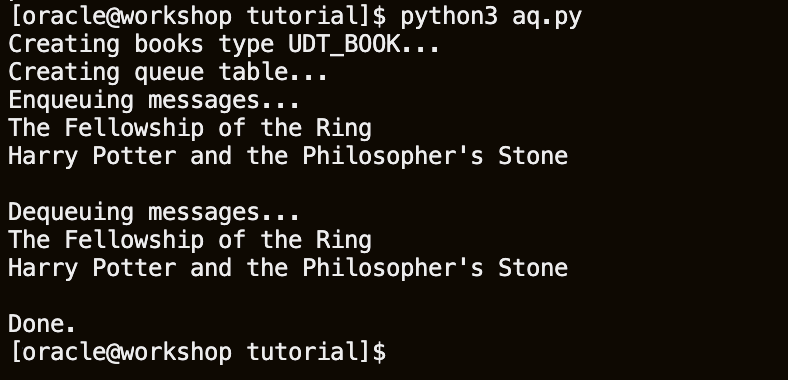 [oracle@workshop tutorial]$ python3 aq.py
Creating books type UDT_BOOK...
Creating queue table...
Enqueuing messages...
The Fellowship of the Ring
Harry Potter and the Philosopher's Stone
Dequeuing messages...
The Fellowship of the Ring
Harry Potter and the Philosopher's Stone
Done.
[oracle@workshop tutorial]$